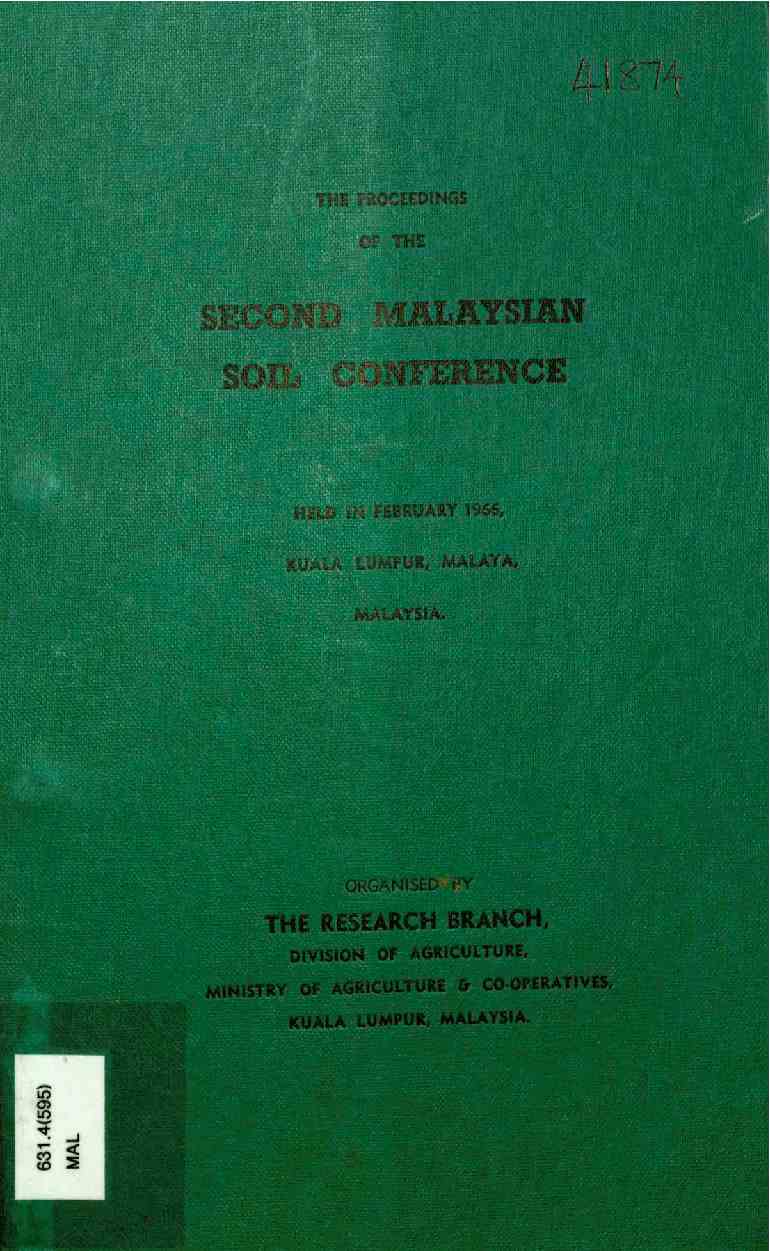 41874
THE PROCEEDINGS
OF THE
SECOND MALAYSIAN
SOIL CONFERENCE
HELD IN FEBRUARY 1966,
KUALA LUMPUR, MALAYA,
MALAYSIA.
ORGANISED BY
THE RESEARCH BRANCH,
DIVISION OF AGRICULTURE,
MINISTRY OF AGRICULTURE & CO-OPERATIVES,
KUALA LUMPUR, MALAYSIA.
631.4(595)
MAL